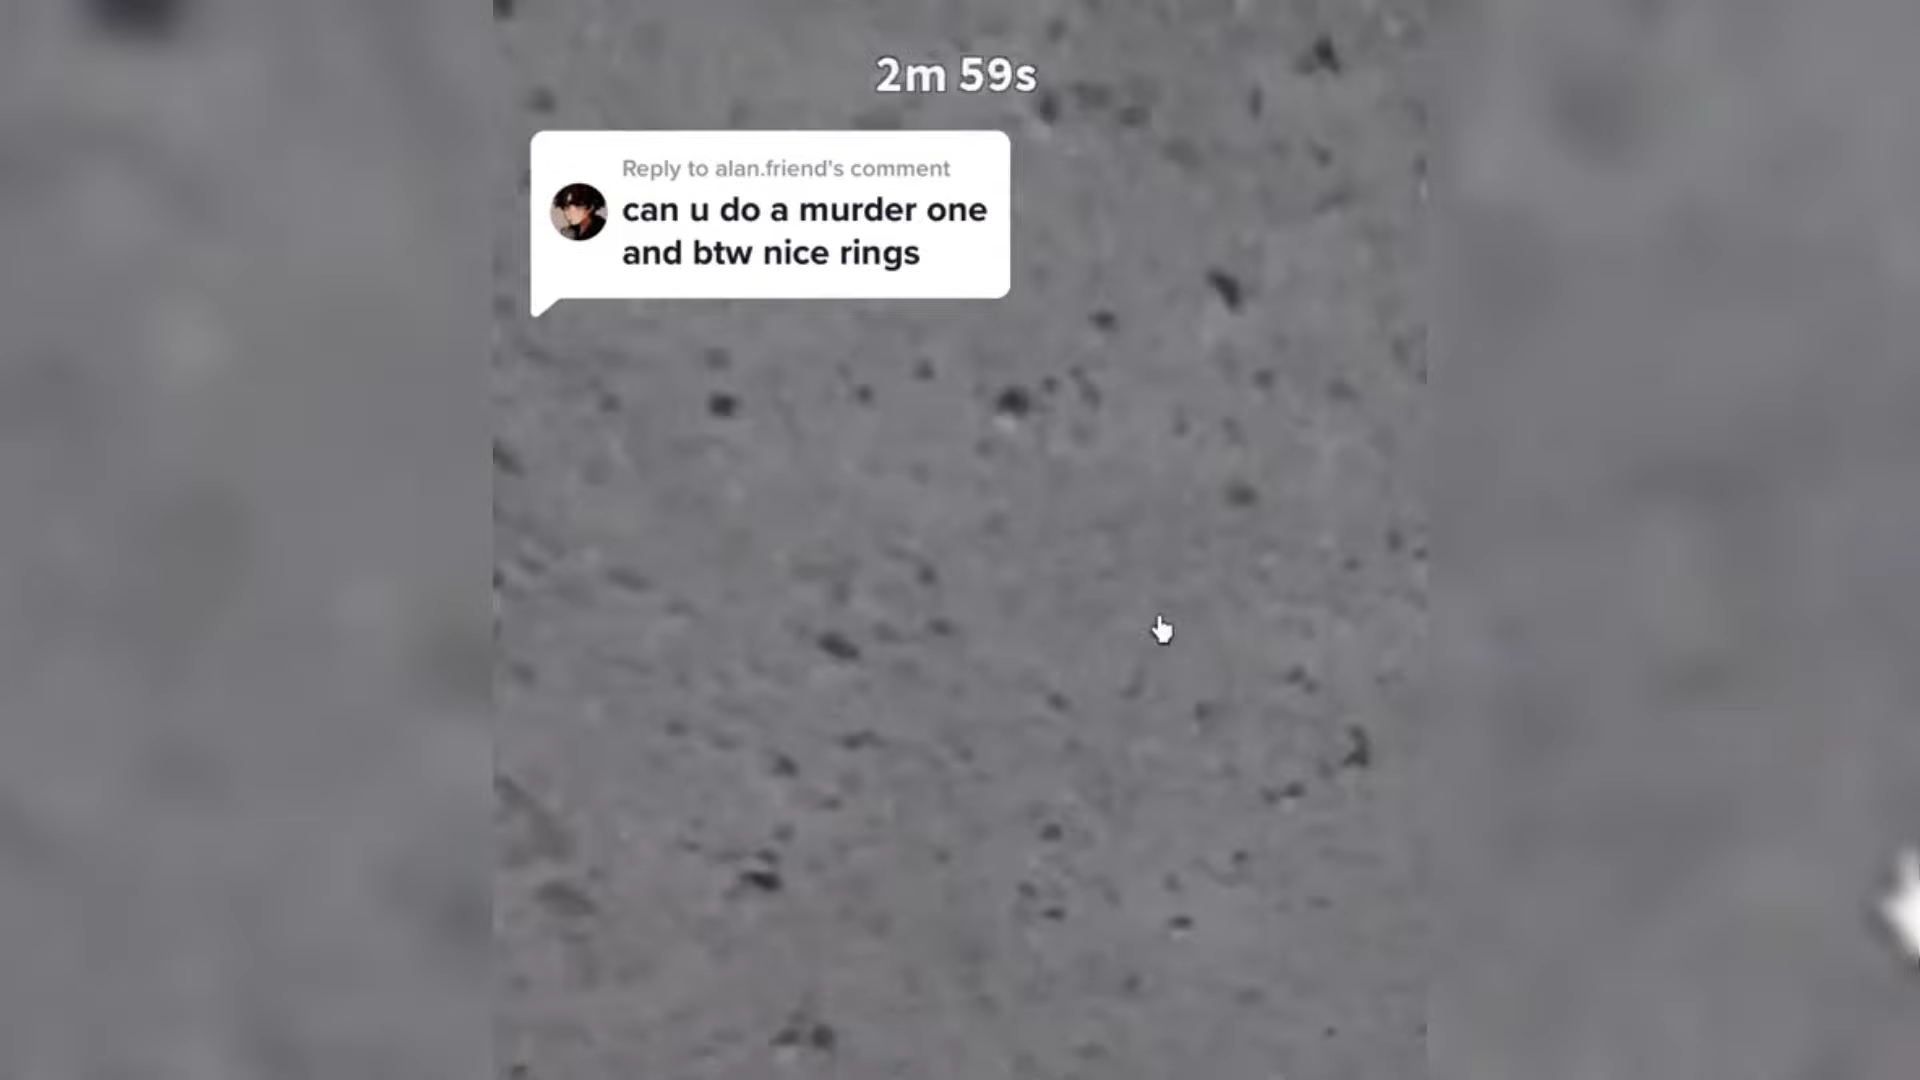 2m 59s
Reply to alan.friend's comment
can u do a murder one
and btw nice rings